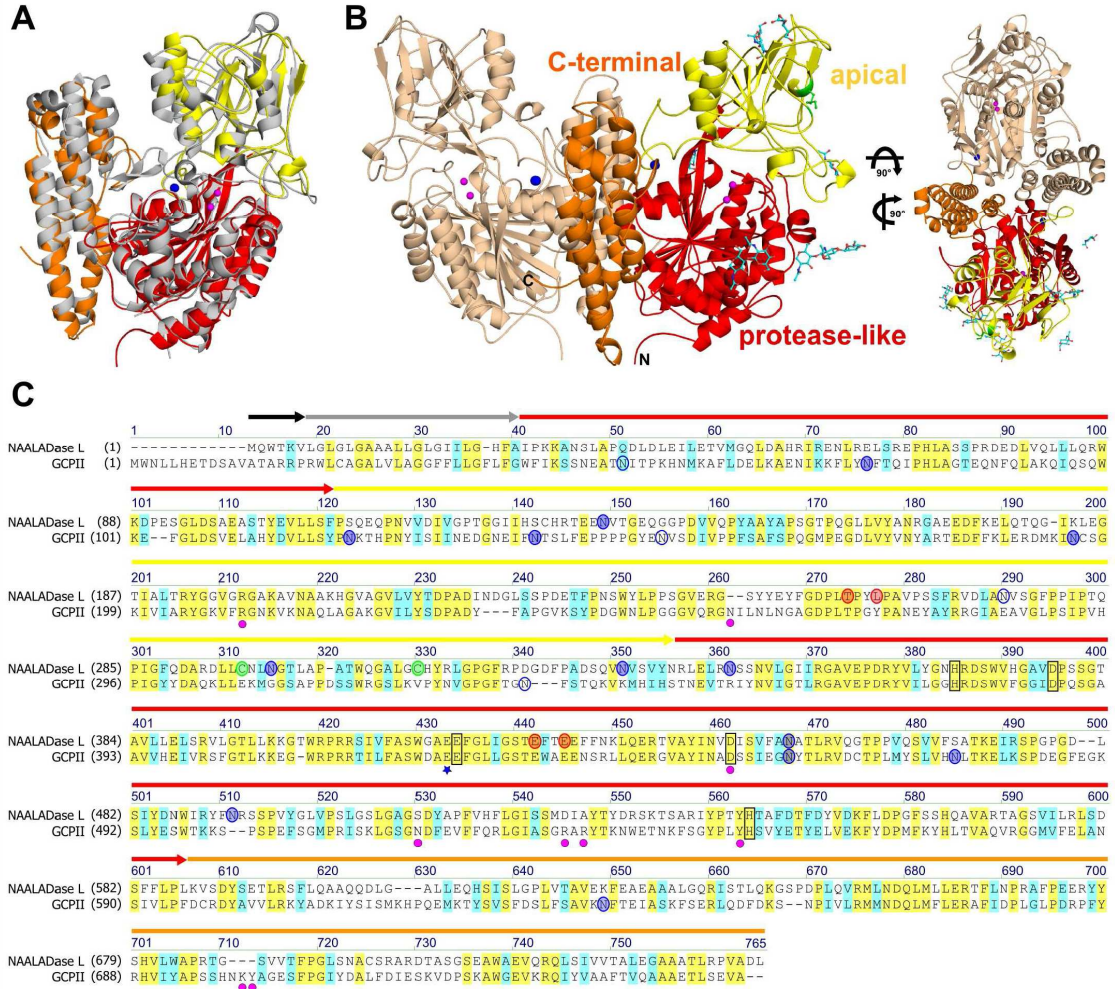 A
B
C-terminal
apical
90°
90°
C
protease-like
N
C
1 10 20 30 40 50 60 70 80 90 100
NAALADase L (1) ------------MQWTKVLGLGLGAAALLGLGIILG-HFAIPKKANSLAPQDLDLEILETVMGQLDAHRIRENLRELSREPHLASSPRDEDLVQLLLQRW
GCPII (1) MWNLLHETDSAVATARRPRWLCAGALVLAGGFFLLGFLFGWFIKSSNEATNITPKHNMKAFLDELKAENIKKFLYNFTQIPHLAGTEQNFQLAKQIQSQW
101 110 120 130 140 150 160 170 180 190 200
NAALADase L (88) KDPESGLDSAEASTYEVLLSFPSQEQPNVVDIVGPTGGIIHSCHRTEENVTGEQGGPDVVQPYAAYAPSGTPQGLLVYANRGAEEDFKELQTQG-IKLEG
GCPII (101) KE--FGLDSVELAHYDVLLSYPNKTHPNYISIINEDGNEIFNTSLFEPPPPGYENVSDIVPPFSAFSPQGMPEGDLVYVNYARTEDFFKLERDMKINCSG
201 210 220 230 240 250 260 270 280 290 300
NAALADase L (187) TIALTRYGGVGRGAKAVNAAKHGVAGVLVYTDPADINDGLSSPDETFPNSWYLPPSGVERG-SYYEYFGDPLTPYLPAVPSSFRVDLANVSGFPPIPTQ
GCPII (199) KIVIARYGKVFRGNKVKNAQLAGAKGVILYSDPADY--FAPGVKSYPDGWNLPGGGVQRGNILNLNGAGDPLTPGYPANEYAYRRGIAEAVGLPSIPVH
301 310 320 330 340 350 360 370 380 390 400
NAALADase L (285) PIGFQDARDLLCNLNGTLAP-ATWQGALGCHYRLGPGFRPDGDFPADSQVNVSVYNRLELRNSSNVLGIIRGAVEPDRYVLYGNHRDSWVHGAVDPSSGT
GCPII (296) PIGYYDAQKLLEKMGGSAPPDSSWRGSLKVPYNVGPGFTGN---FSTQKVKMHIHSTNEVTRIYNVIGTLRGAVEPDRYVILGGHRDSWVFGGIDPQSGA
401 410 420 430 440 450 460 470 480 490 500
NAALADase L (384) AVLLELSRVLGTLLKKGTWRPRRSIVFASWGAEEFGLIGSTEFTEEFFNKLQERTVAYINVDISVFANATLRVQGTPPVQSVVFSATKEIRSPGPGD--L
GCPII (393) AVVHEIVRSFGTLKKEGWRPRRTILFASWDAEEFGLLGSTEWAEENSRLLQERGVAYINADSSIEGNYTLRVDCTPLMYSLVHNLTKELKSPDEGFEGK
501 510 520 530 540 550 560 570 580 590 600
NAALADase L (482) SIYDNWIRYFNRSSPVYGLVPSLGSLGAGSDYAPFVHFLGISSMDIAYTYDRSKTSARIYPTYHTAFDTFDYVDKFLDPGFSSHQAVARTAGSVILRLSD
GCPII (492) SLYESWTKKS--PSPEFSGMPRISKLGSGNDFEVFFQRLGIASGRARYTKNWETNKFSGYPLYHSVYETYELVEKFYDPMFKYHLTVAQVRGGMVFELAN
601 610 620 630 640 650 660 670 680 690 700
NAALADase L (582) SFFLPLKVSDYSETLRSFLQAAQQDLG---ALLEQHSISLGPLVTAVEKFEAEAAALGQRISTLQKGSPDPLQVRMLNDQLMLLERTFLNPRAFPEERYY
GCPII (590) SIVLPFDCRDYAVVLRKYADKIYSISMKHPQEMKTYSVSFDSLFSAVKNFTEIASKFSERLQDFDKS--NPIVLRMMNDQLMFLERAFIDPLGLPDRPFY
701 710 720 730 740 750 765
NAALADase L (679) SHVLWAPRTG---SVVTFPGLSNACSRARDTASGSEAWAEVQRQLSIVVTALEGAAATLRPVADL
GCPII (688) RHVIYAPSSHNKYAGESFPGIYDALFDIESKVDPSKAWGEVKRQIYVAAFTVQAAAETLSEVA--